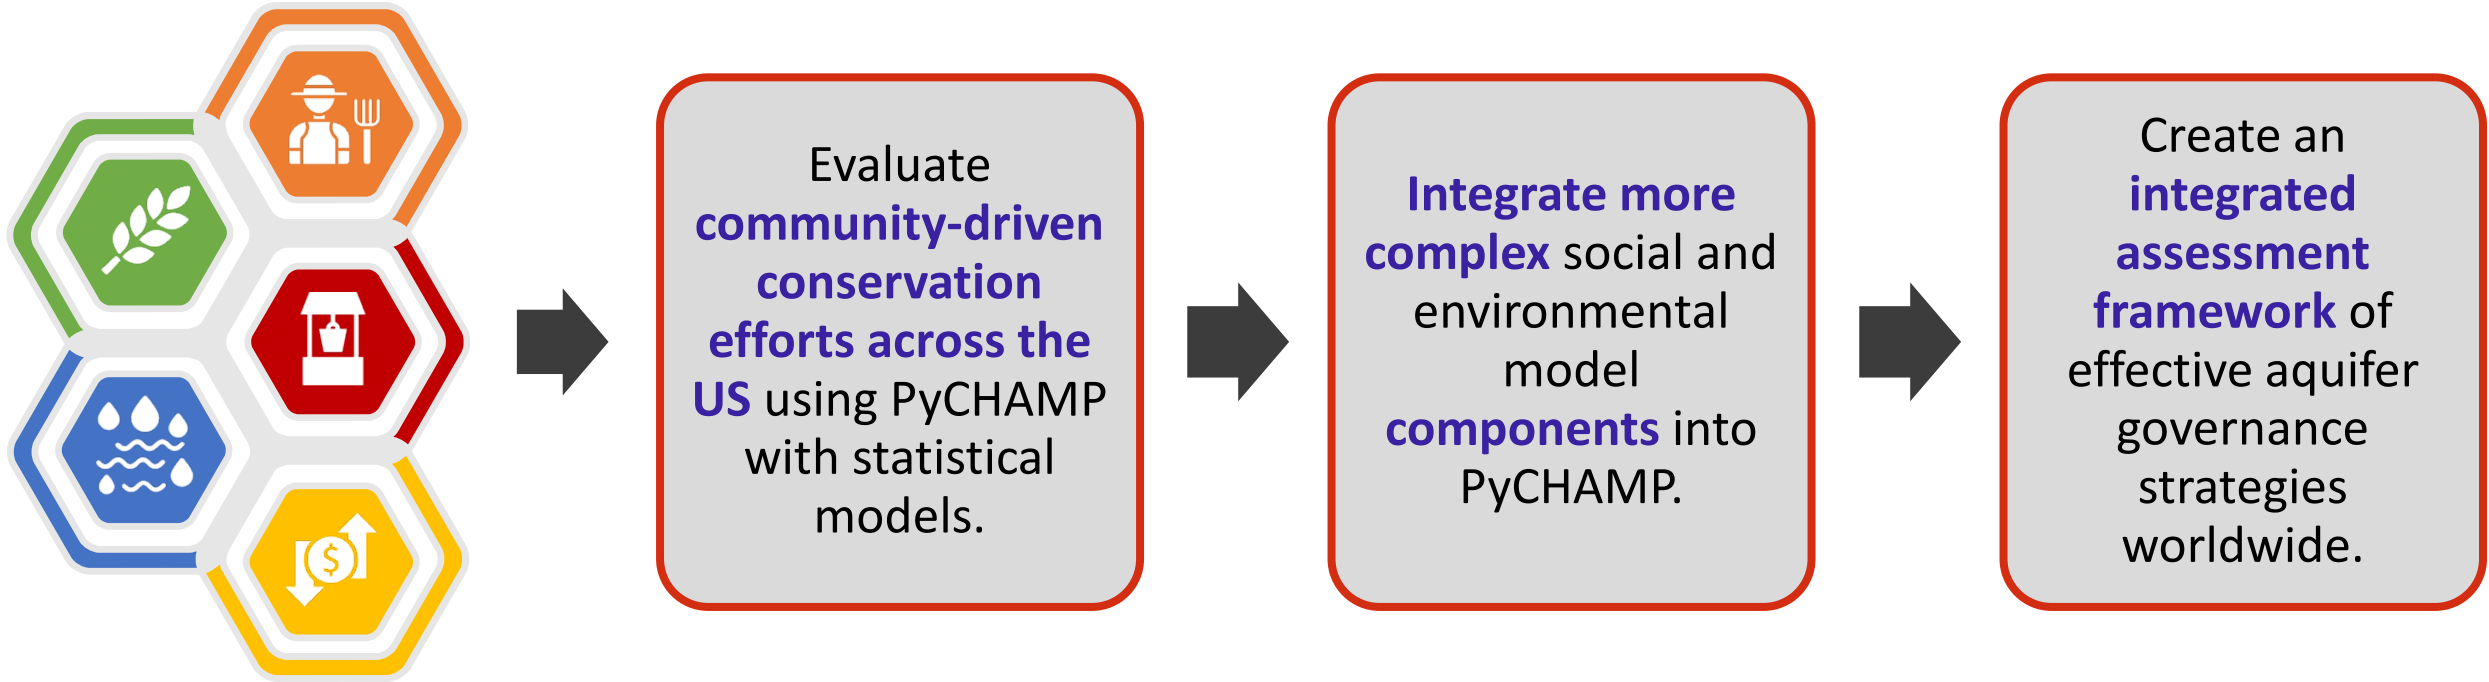 Evaluate
community-driven
conservation
efforts across the
US using PyCHAMP
with statistical
models.
Integrate more
complex social and
environmental
model
components into
PyCHAMP.
Create an
integrated
assessment
framework of
effective aquifer
governance
strategies
worldwide.
$